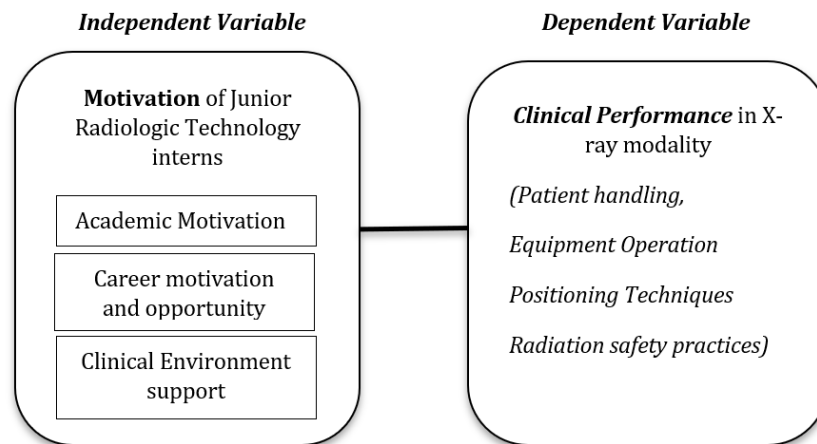 Independent Variable
Dependent Variable
Motivation of Junior
Radiologic Technology
interns
Academic Motivation
Career motivation
and opportunity
Clinical Environment
support
Clinical Performance in X-
ray modality
(Patient handling,
Equipment Operation
Positioning Techniques
Radiation safety practices)